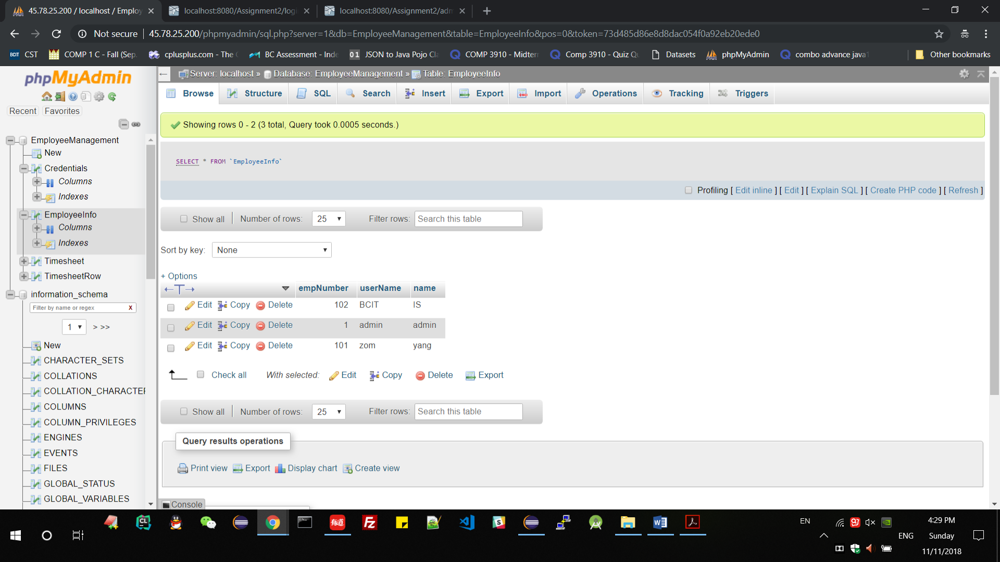 45.78.25.200 / localhost / Employ
localhost:8080/Assignment2/logi
localhost:8080/Assignment2/adm
Not secure
45.78.25.200/phpmyadmin/sql.php?server=1&db=EmployeeManagement&table=EmployeeInfo&pos=0&token=73d485d86e8d8dac054f0a92eb20ede0
BCIT CST
COMP 1 C - Fall (Sep
cplusplus.com - The C
BC Assessment - Inde
01 JSON to Java Pojo Cla
COMP 3910 - Midterm
Comp 3910 - Quiz Qu
Datasets
phpMyAdmin
combo advance java1
Other bookmarks
phpMyAdmin
Recent
Favorites
EmployeeManagement
New
Credentials
Columns
Indexes
EmployeeInfo
Columns
Indexes
Timesheet
TimesheetRow
information_schema
Filter by name or regex X
1 > >>
New
CHARACTER_SETS
COLLATIONS
COLLATION_CHARACTER
COLUMNS
COLUMN_PRIVILEGES
ENGINES
EVENTS
FILES
GLOBAL_STATUS
GLOBAL_VARIABLES
Server: localhost » Database: EmployeeManagement » Table: EmployeeInfo
Browse Structure SQL Search Insert Export Import Operations Tracking Triggers
Showing rows 0 - 2 (3 total, Query took 0.0005 seconds.)
SELECT * FROM `EmployeeInfo`
Profiling [ Edit inline ] [ Edit ] [ Explain SQL ] [ Create PHP code ] [ Refresh ]
Show all Number of rows: 25 Filter rows: Search this table
Sort by key: None
+ Options
empNumber userName name
Edit Copy Delete 102 BCIT IS
Edit Copy Delete 1 admin admin
Edit Copy Delete 101 zom yang
Check all With selected: Edit Copy Delete Export
Show all Number of rows: 25 Filter rows: Search this table
Query results operations
Print view Export Display chart Create view
Console
CL
有道
Fz
EN
ENG
4:29 PM
Sunday
11/11/2018